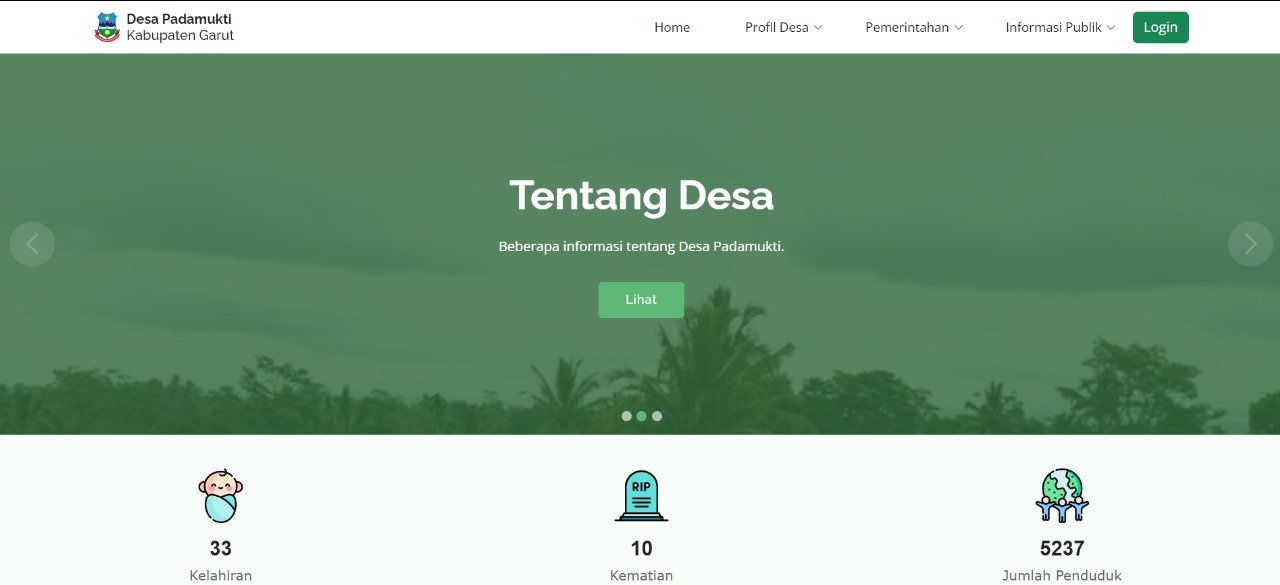 Desa Padamukti
Kabupaten Garut
Home
Profil Desa
Pemerintahan
Informasi Publik
Login
Tentang Desa
Beberapa informasi tentang Desa Padamukti.
Lihat
RIP
33
10
5237
Kelahiran
Kematian
Jumlah Penduduk